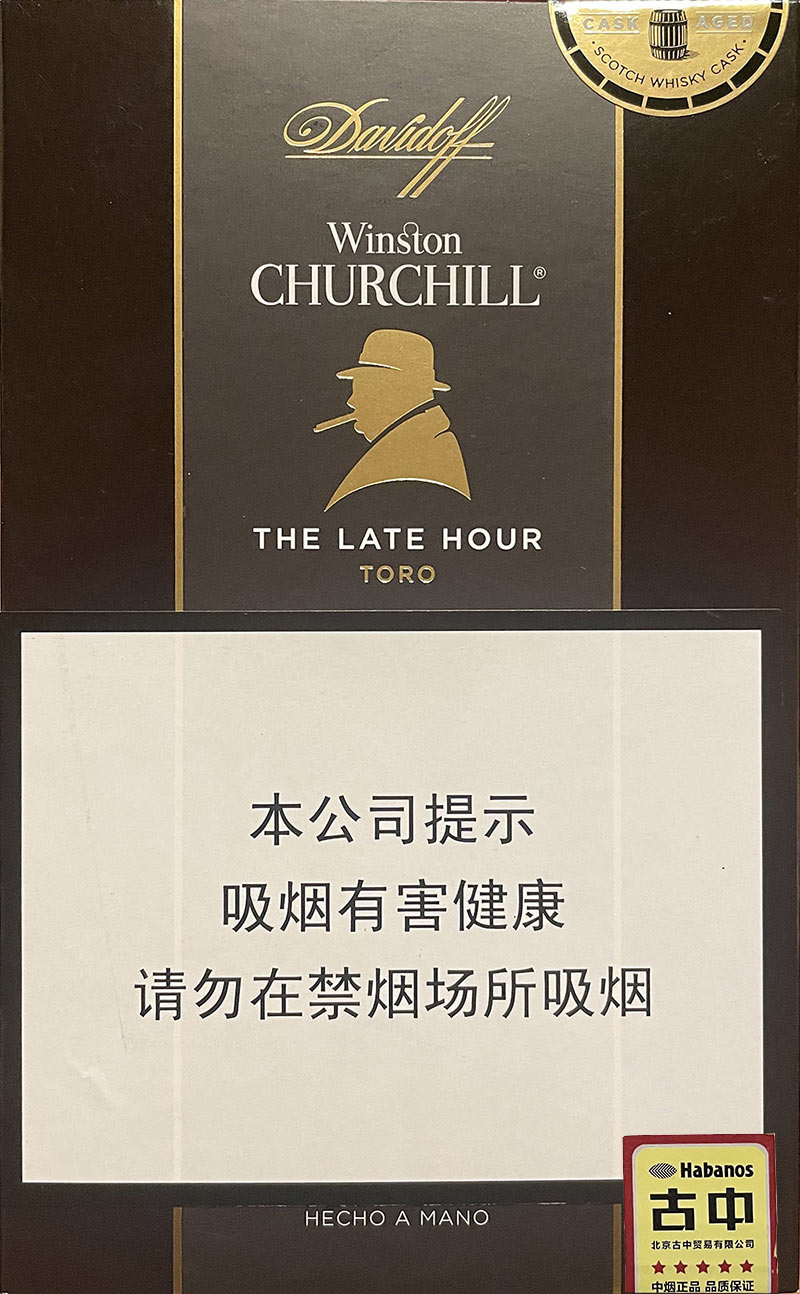 CASK AGED
SCOTCH WHISKY CASK
Davidoff
Winston
CHURCHILL®
THE LATE HOUR
TORO
本公司提示
吸烟有害健康
请勿在禁烟场所吸烟
HECHO A MANO
Habanos
古中
北京古中贸易有限公司
中烟正品 品质保证